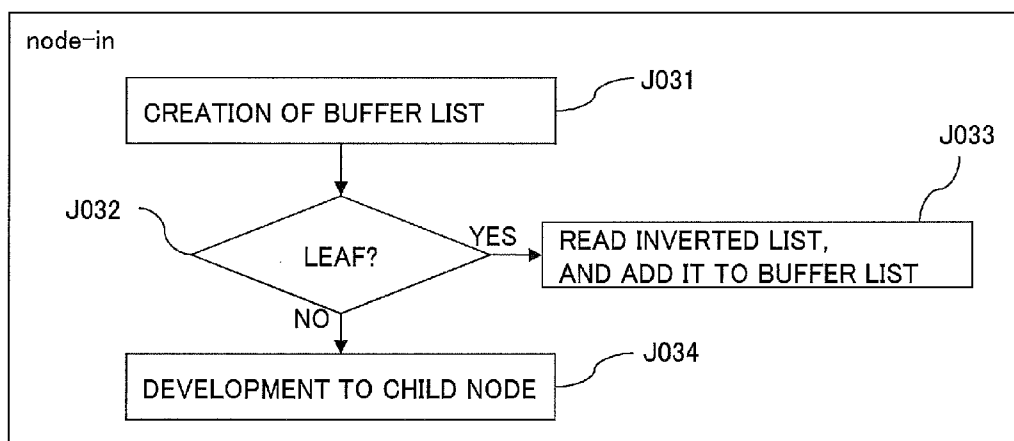 node-in
J031
CREATION OF BUFFER LIST
J033
J032
LEAF?
YES
READ INVERTED LIST,
AND ADD IT TO BUFFER LIST
NO
J034
DEVELOPMENT TO CHILD NODE